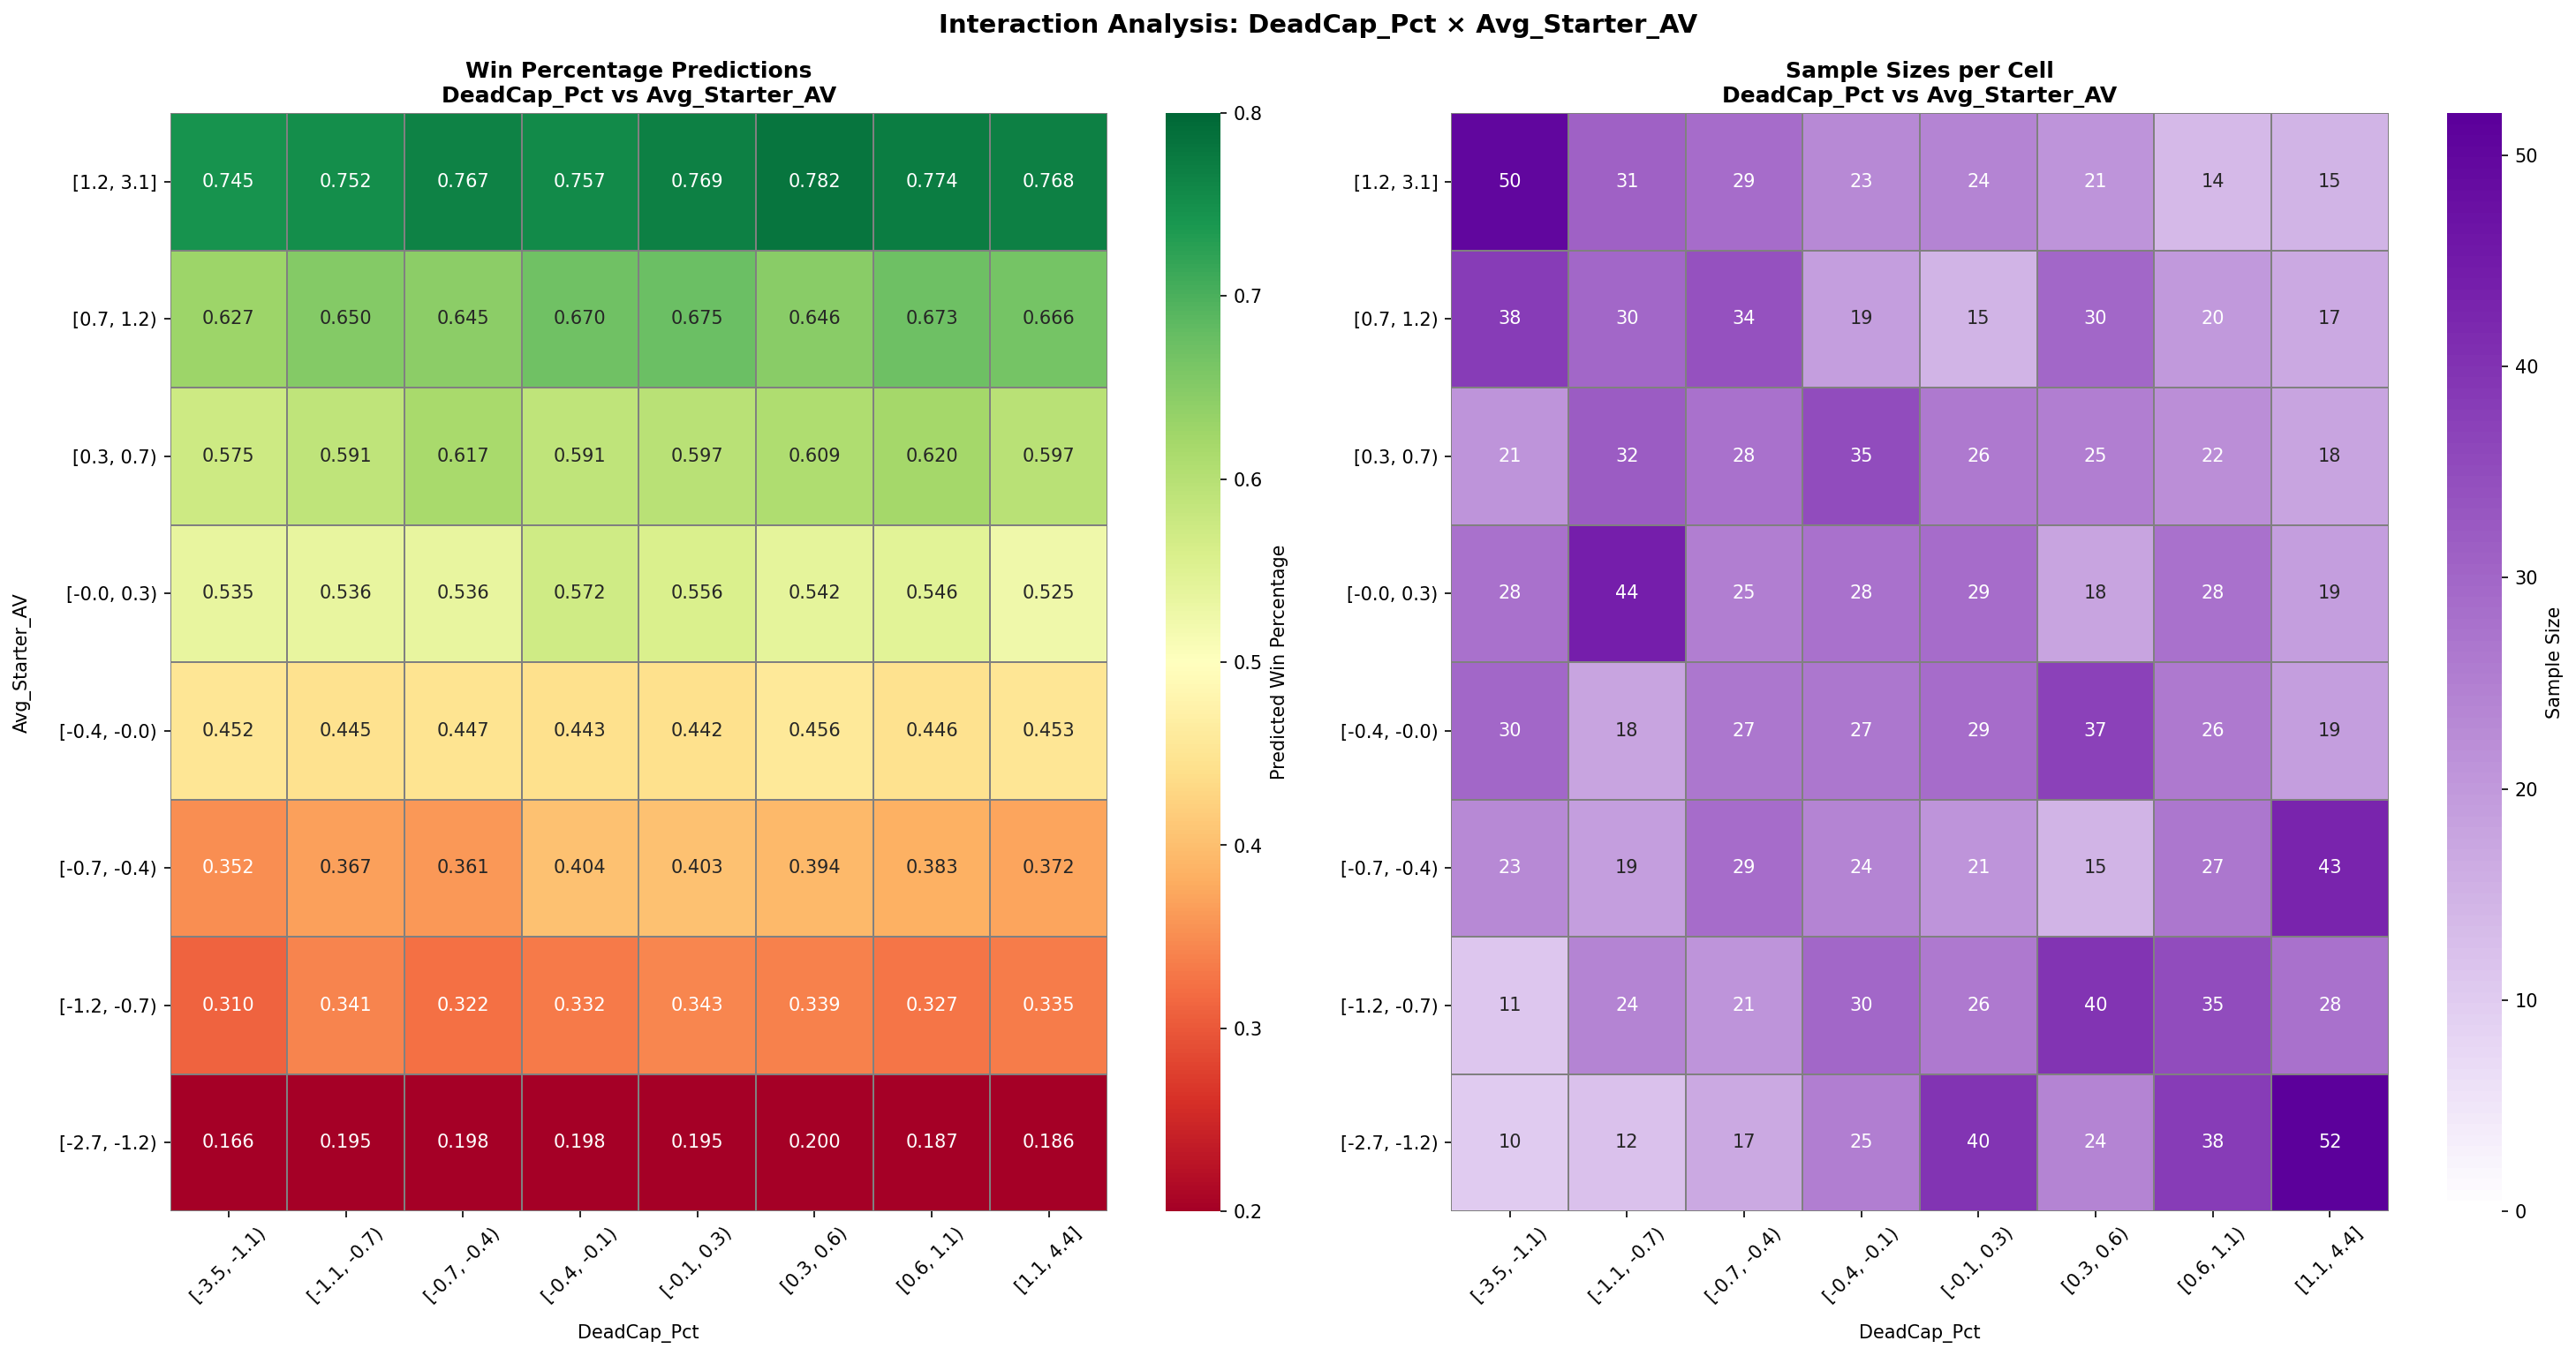 Interaction Analysis: DeadCap_Pct × Avg_Starter_AV
Win Percentage Predictions
DeadCap_Pct vs Avg_Starter_AV
Avg_Starter_AV
[1.2, 3.1] 0.745 0.752 0.767 0.757 0.769 0.782 0.774 0.768
[0.7, 1.2) 0.627 0.650 0.645 0.670 0.675 0.646 0.673 0.666
[0.3, 0.7) 0.575 0.591 0.617 0.591 0.597 0.609 0.620 0.597
[-0.0, 0.3) 0.535 0.536 0.536 0.572 0.556 0.542 0.546 0.525
[-0.4, -0.0) 0.452 0.445 0.447 0.443 0.442 0.456 0.446 0.453
[-0.7, -0.4) 0.352 0.367 0.361 0.404 0.403 0.394 0.383 0.372
[-1.2, -0.7) 0.310 0.341 0.322 0.332 0.343 0.339 0.327 0.335
[-2.7, -1.2) 0.166 0.195 0.198 0.198 0.195 0.200 0.187 0.186
[-3.5, -1.1) [-1.1, -0.7) [-0.7, -0.4) [-0.4, -0.1) [-0.1, 0.3) [0.3, 0.6) [0.6, 1.1) [1.1, 4.4]
DeadCap_Pct
0.8
0.7
0.6
0.5
0.4
0.3
0.2
Predicted Win Percentage
Sample Sizes per Cell
DeadCap_Pct vs Avg_Starter_AV
[1.2, 3.1] 50 31 29 23 24 21 14 15
[0.7, 1.2) 38 30 34 19 15 30 20 17
[0.3, 0.7) 21 32 28 35 26 25 22 18
[-0.0, 0.3) 28 44 25 28 29 18 28 19
[-0.4, -0.0) 30 18 27 27 29 37 26 19
[-0.7, -0.4) 23 19 29 24 21 15 27 43
[-1.2, -0.7) 11 24 21 30 26 40 35 28
[-2.7, -1.2) 10 12 17 25 40 24 38 52
[-3.5, -1.1) [-1.1, -0.7) [-0.7, -0.4) [-0.4, -0.1) [-0.1, 0.3) [0.3, 0.6) [0.6, 1.1) [1.1, 4.4]
DeadCap_Pct
50
40
30
20
10
0
Sample Size